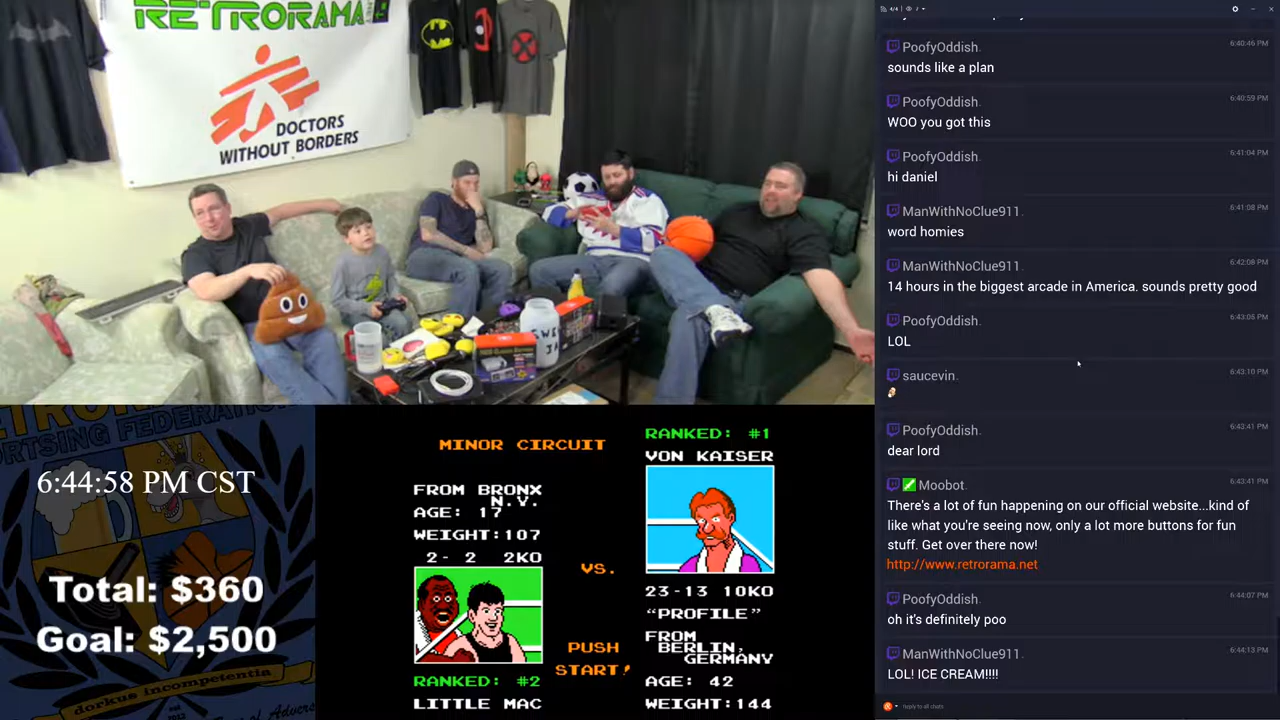 RETRORAMA
DOCTORS
WITHOUT BORDERS
4/4
PoofyOddish
6:40:46 PM
sounds like a plan
PoofyOddish
6:40:59 PM
WOO you got this
PoofyOddish
6:41:04 PM
hi daniel
ManWithNoClue911
6:41:08 PM
word homies
ManWithNoClue911
6:42:08 PM
14 hours in the biggest arcade in America. sounds pretty good
PoofyOddish
6:43:06 PM
LOL
saucevin
6:43:10 PM
PoofyOddish
6:43:41 PM
dear lord
Moobot
6:43:41 PM
There's a lot of fun happening on our official website...kind of
like what you're seeing now, only a lot more buttons for fun
stuff. Get over there now!
http://www.retrorama.net
PoofyOddish
6:44:07 PM
oh it's definitely poo
ManWithNoClue911
6:44:13 PM
LOL! ICE CREAM!!!!
Reply to all chats
6:44:58 PM CST
Total: $360
Goal: $2,500
dorkus incompetentia
MINOR CIRCUIT
FROM BRONX
N.Y.
AGE: 17
WEIGHT:107
2- 2 2KO
RANKED: #2
LITTLE MAC
VS.
PUSH
START!
RANKED: #1
VON KAISER
23-13 10KO
“PROFILE”
FROM
BERLIN,
GERMANY
AGE: 42
WEIGHT:144